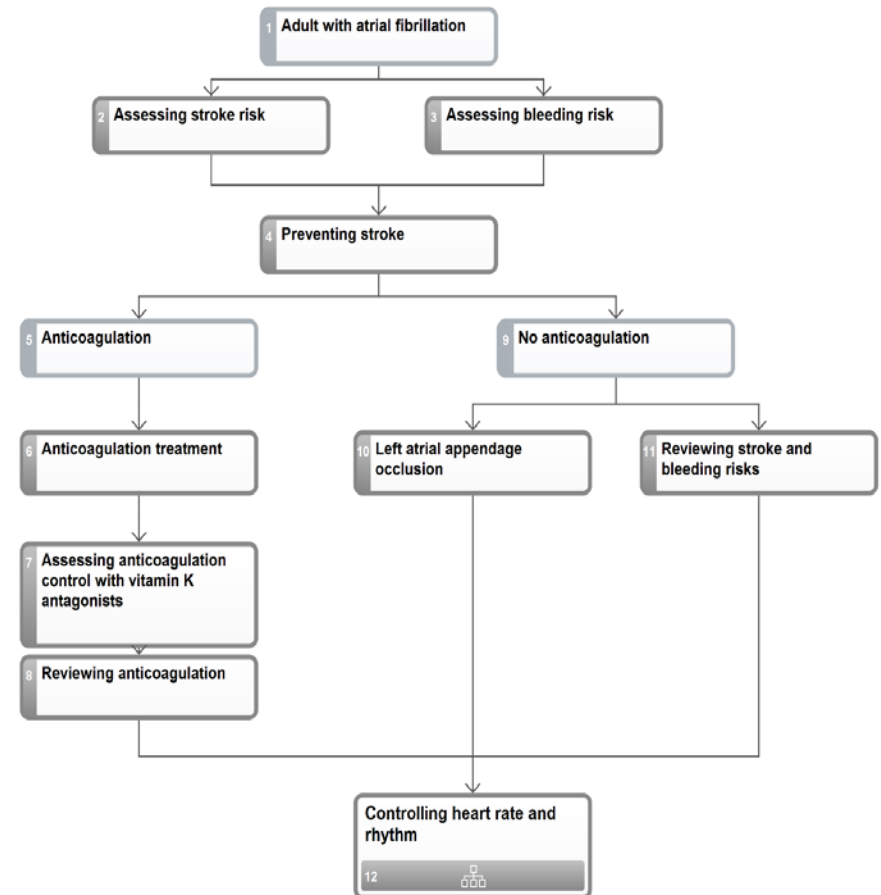 1 Adult with atrial fibrillation
2 Assessing stroke risk
3 Assessing bleeding risk
4 Preventing stroke
5 Anticoagulation
9 No anticoagulation
6 Anticoagulation treatment
10 Left atrial appendage
occlusion
11 Reviewing stroke and
bleeding risks
7 Assessing anticoagulation
control with vitamin K
antagonists
8 Reviewing anticoagulation
Controlling heart rate and
rhythm
12